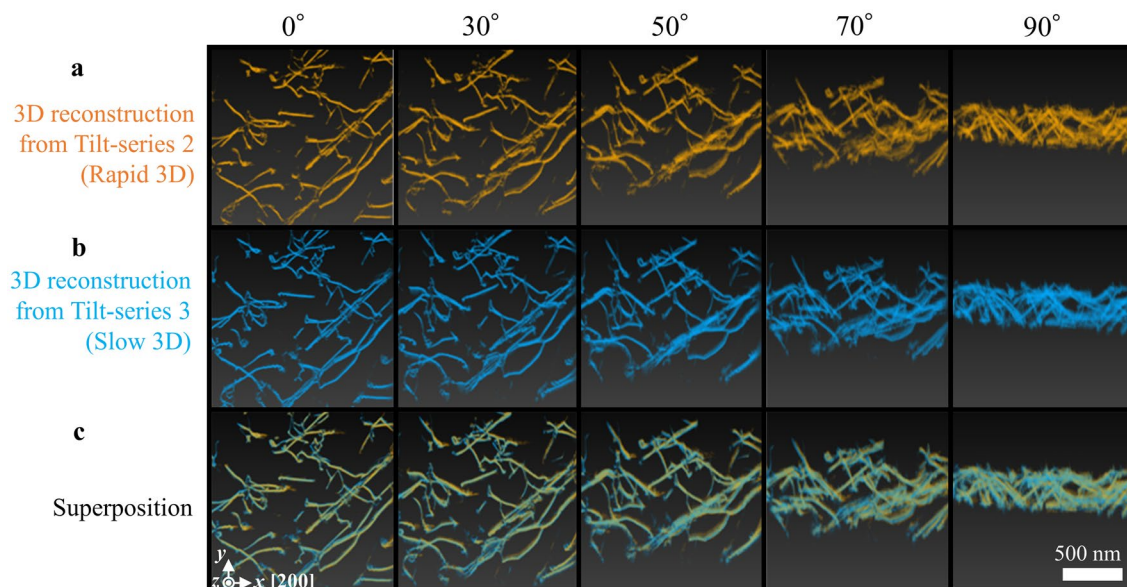 0° 30° 50° 70° 90°
a
3D reconstruction
from Tilt-series 2
(Rapid 3D)
b
3D reconstruction
from Tilt-series 3
(Slow 3D)
c
Superposition
y
z x [200]
500 nm